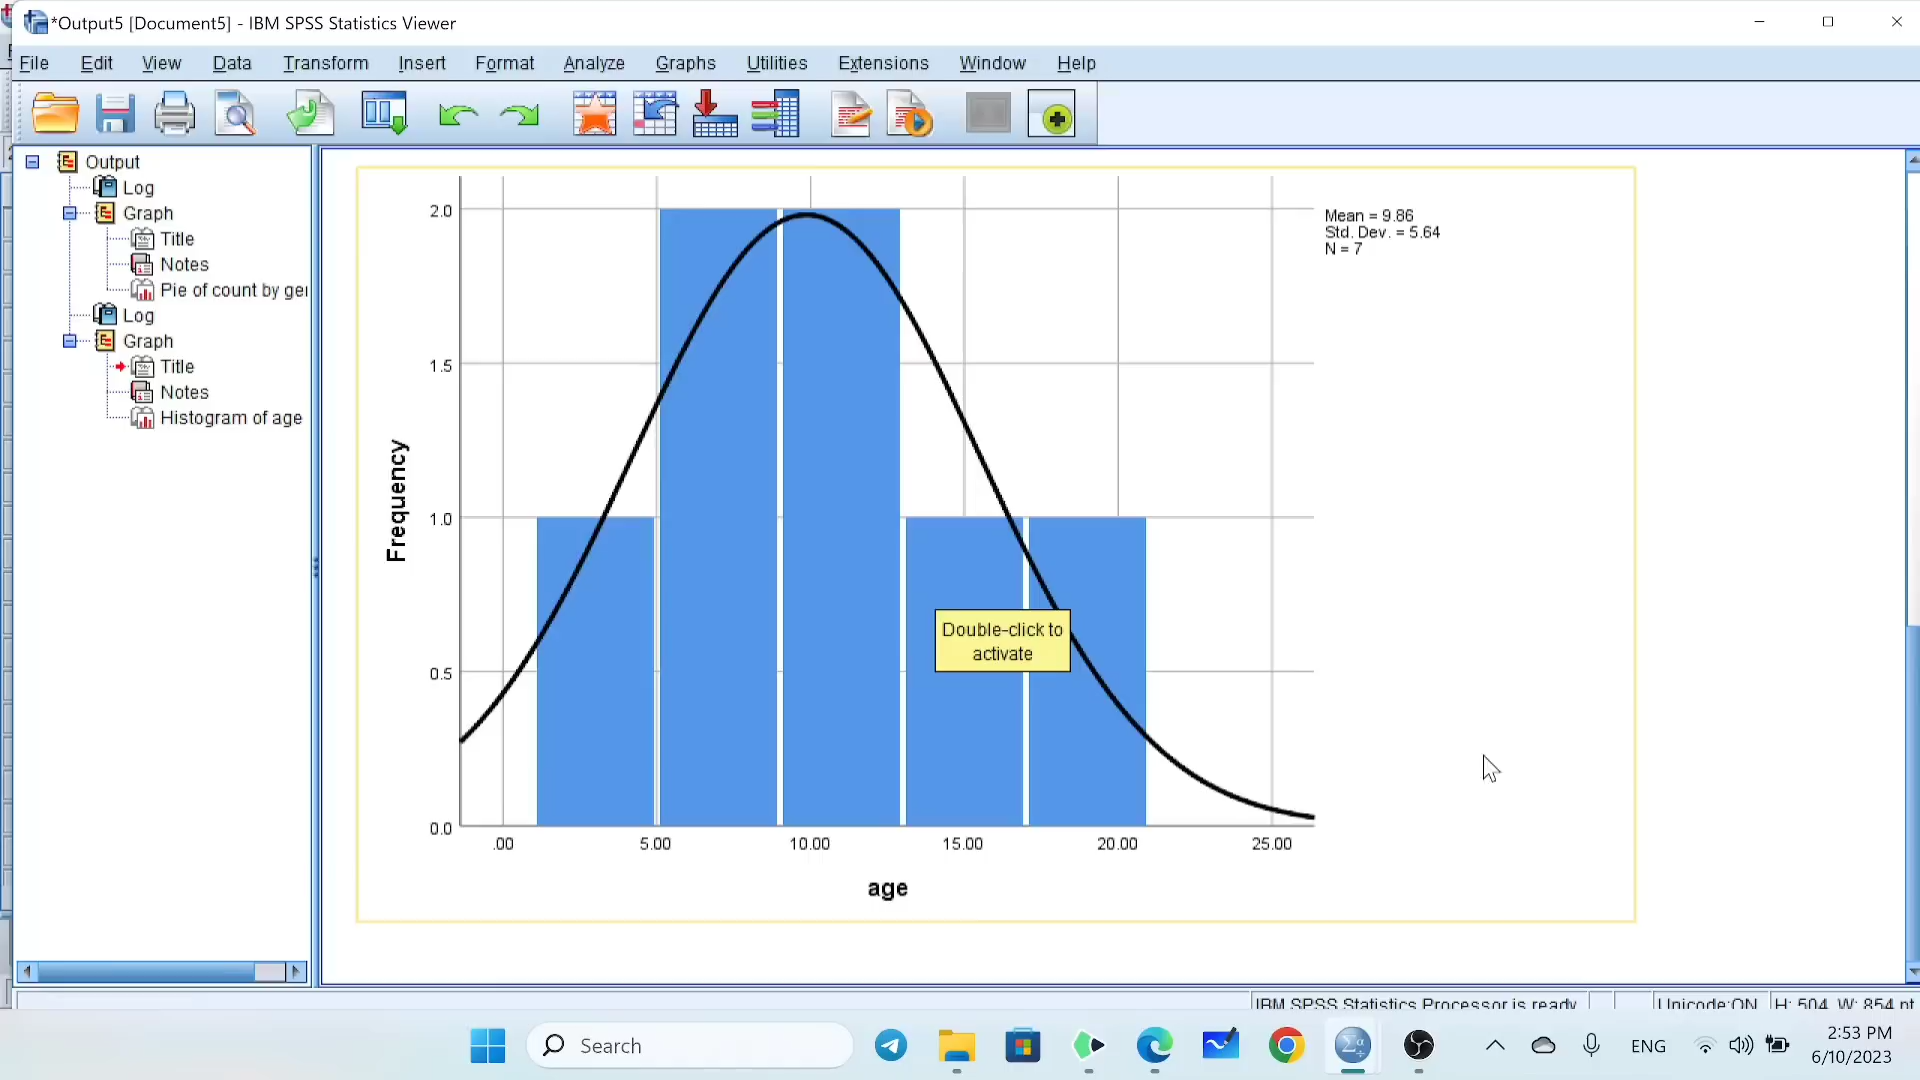 *Output5 [Document5] - IBM SPSS Statistics Viewer
File Edit View Data Transform Insert Format Analyze Graphs Utilities Extensions Window Help
Output
Log
Graph
Title
Notes
Pie of count by ge
Log
Graph
Title
Notes
Histogram of age
Mean = 9.86
Std. Dev. = 5.64
N = 7
2.0
1.5
1.0
0.5
0.0
Frequency
Double-click to
activate
.00 5.00 10.00 15.00 20.00 25.00
age
IBM SPSS Statistics Processor is ready Unicode:ON H: 504, W: 854 pt
Search
ENG
2:53 PM
6/10/2023